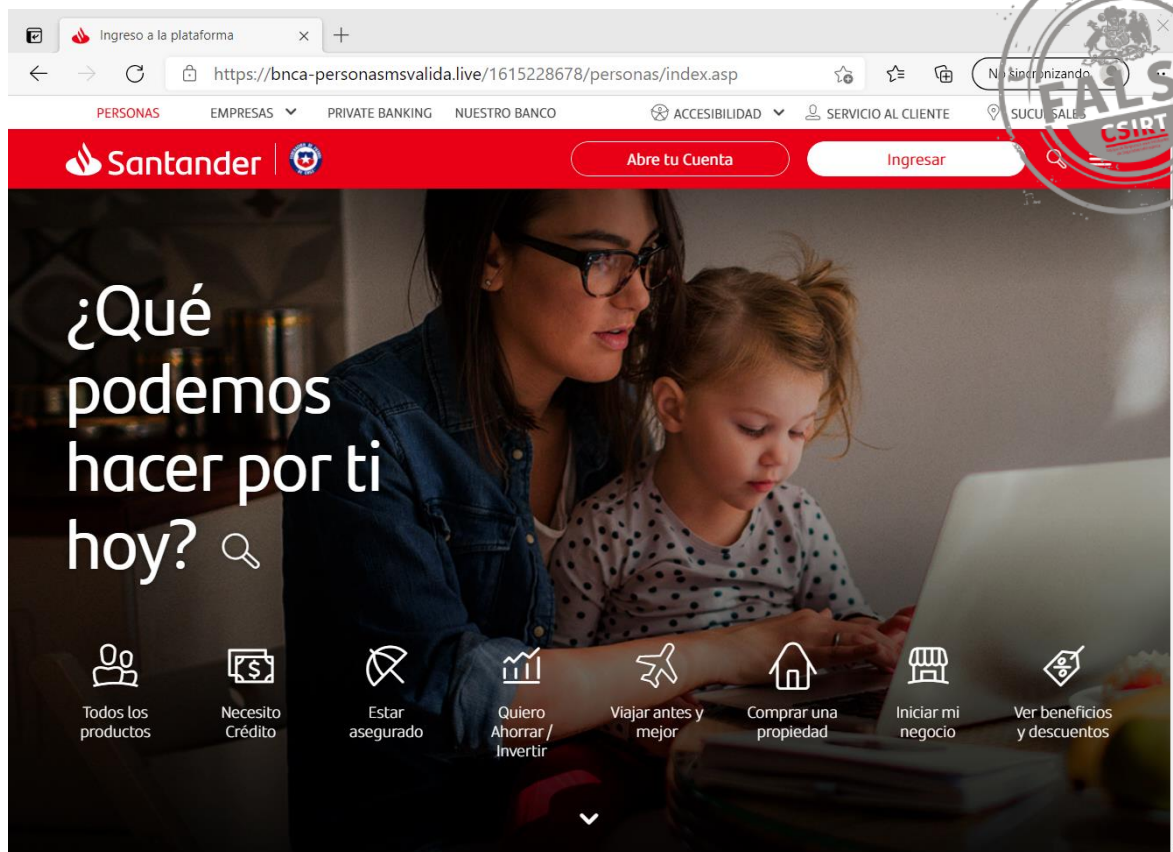 Ingreso a la plataforma
https://bnca-personasmsvalida.live/1615228678/personas/index.asp
No sincronizando
PERSONAS EMPRESAS PRIVATE BANKING NUESTRO BANCO ACCESIBILIDAD SERVICIO AL CLIENTE SUCURSALES
FALS
CSIRT
Santander Abre tu Cuenta Ingresar
¿Qué
podemos
hacer por ti
hoy?
Todos los
productos
Necesito
Crédito
Estar
asegurado
Quiero
Ahorrar /
Invertir
Viajar antes y
mejor
Comprar una
propiedad
Iniciar mi
negocio
Ver beneficios
y descuentos